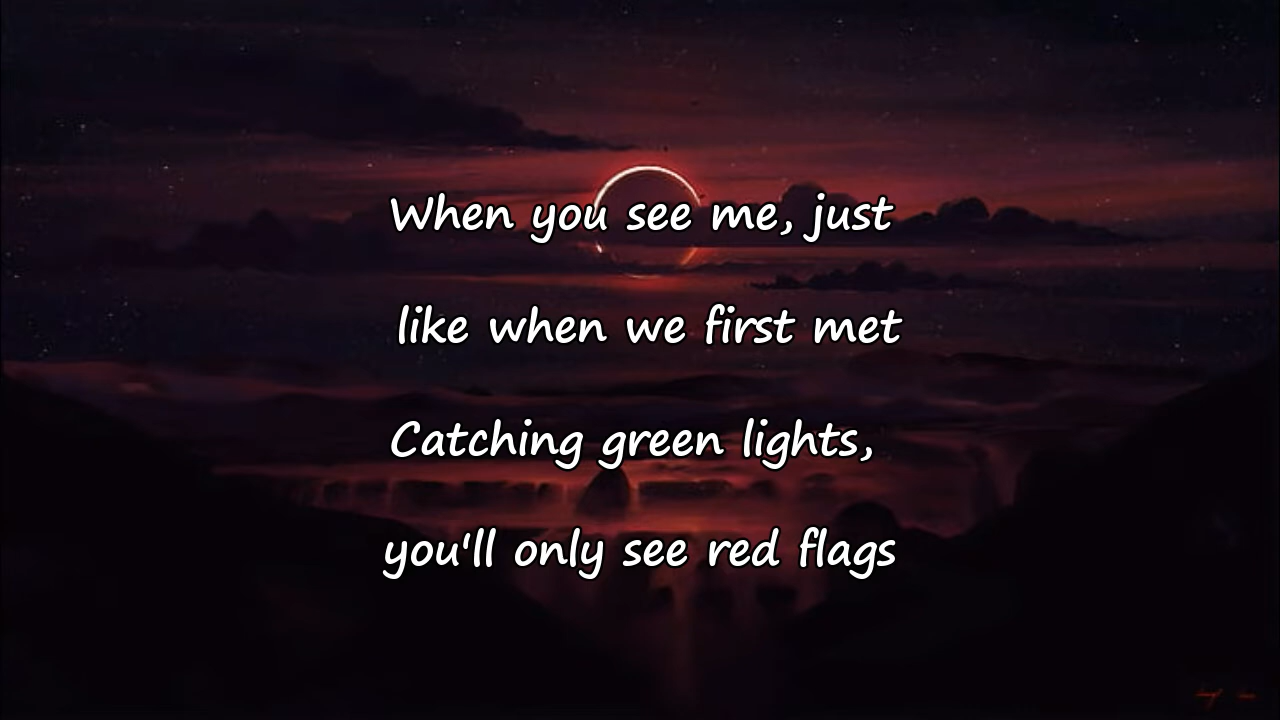 When you see me, just
like when we first met
Catching green lights,
you'll only see red flags